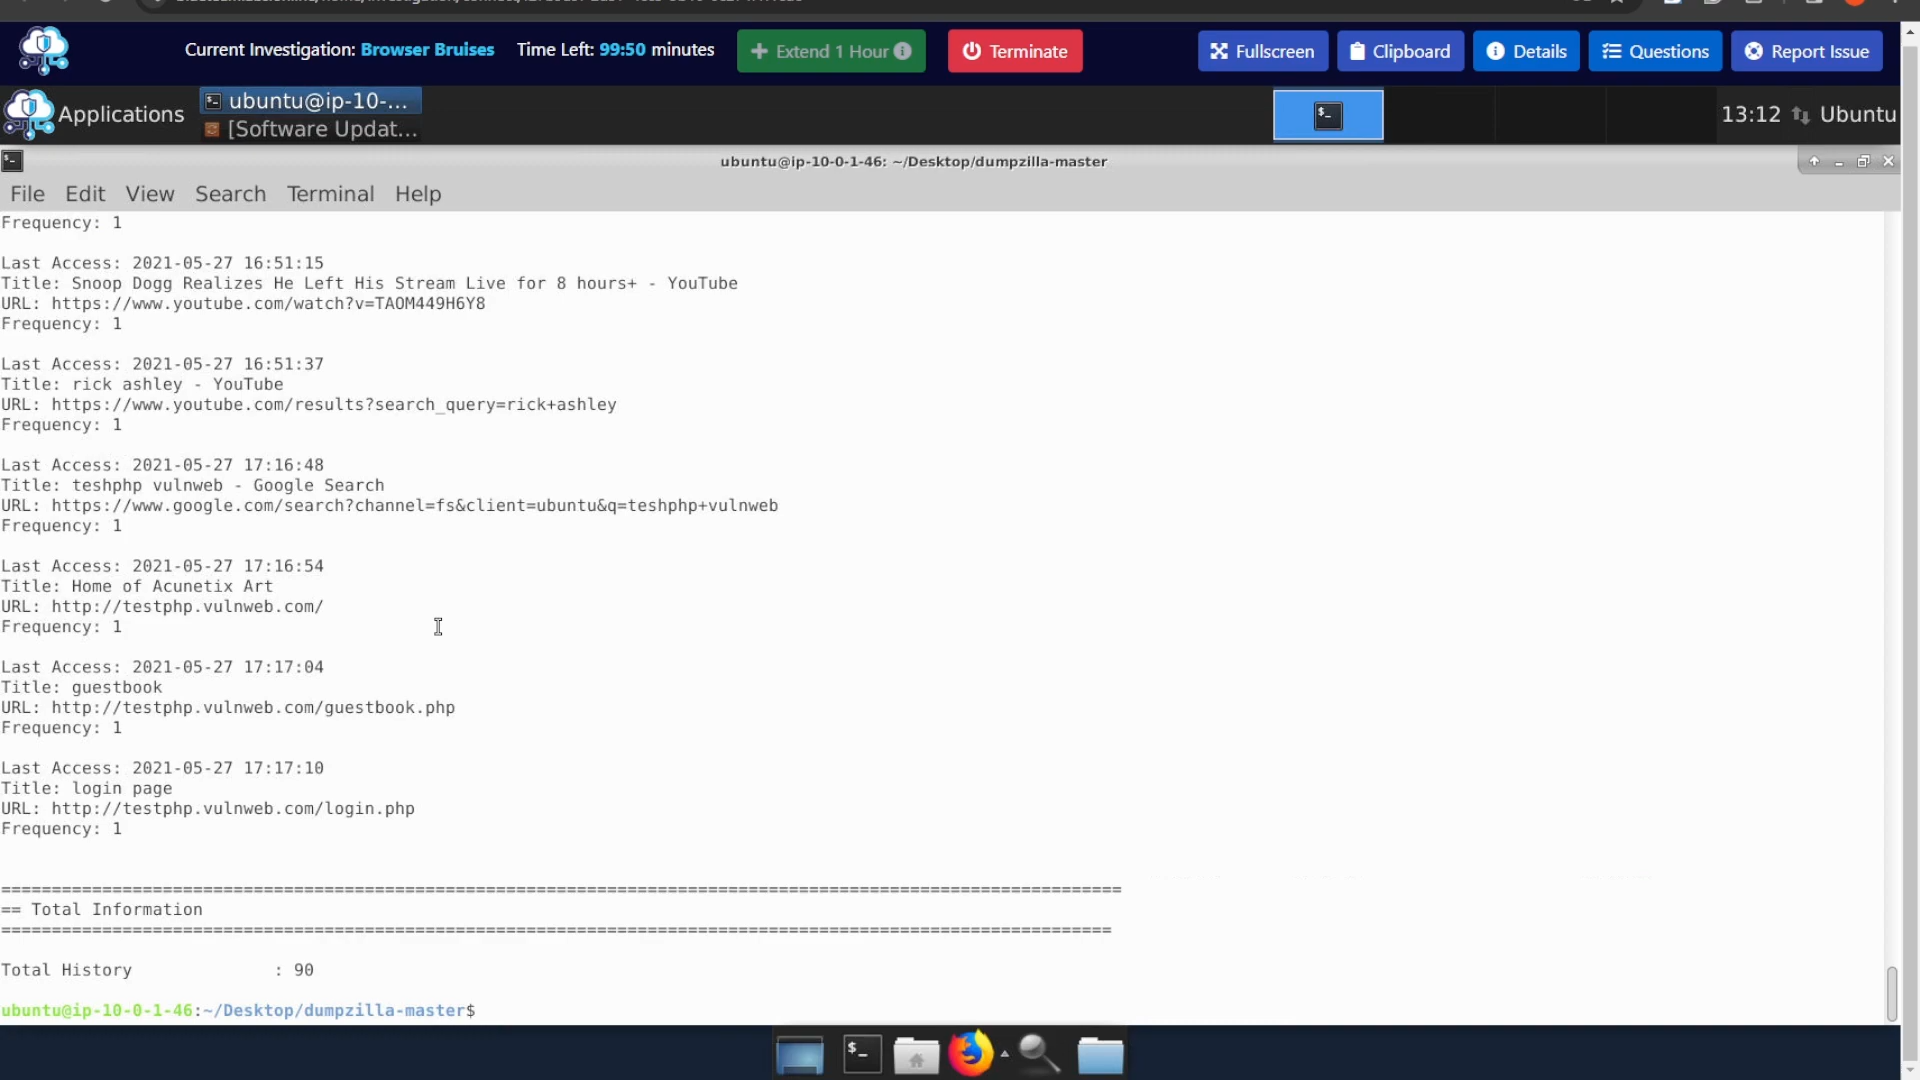 Current Investigation: Browser Bruises Time Left: 99:50 minutes
Extend 1 Hour
Terminate
Fullscreen
Clipboard
Details
Questions
Report Issue
Applications
ubuntu@ip-10-...
[Software Updat...
13:12 Ubuntu
ubuntu@ip-10-0-1-46: ~/Desktop/dumpzilla-master
File Edit View Search Terminal Help
Frequency: 1
Last Access: 2021-05-27 16:51:15
Title: Snoop Dogg Realizes He Left His Stream Live for 8 hours+ - YouTube
URL: https://www.youtube.com/watch?v=TAOM449H6Y8
Frequency: 1
Last Access: 2021-05-27 16:51:37
Title: rick ashley - YouTube
URL: https://www.youtube.com/results?search_query=rick+ashley
Frequency: 1
Last Access: 2021-05-27 17:16:48
Title: teshphp vulnweb - Google Search
URL: https://www.google.com/search?channel=fs&client=ubuntu&q=teshphp+vulnweb
Frequency: 1
Last Access: 2021-05-27 17:16:54
Title: Home of Acunetix Art
URL: http://testphp.vulnweb.com/
Frequency: 1
Last Access: 2021-05-27 17:17:04
Title: guestbook
URL: http://testphp.vulnweb.com/guestbook.php
Frequency: 1
Last Access: 2021-05-27 17:17:10
Title: login page
URL: http://testphp.vulnweb.com/login.php
Frequency: 1
===============================================================================================================
== Total Information
==============================================================================================================
Total History : 90
ubuntu@ip-10-0-1-46:~/Desktop/dumpzilla-master$